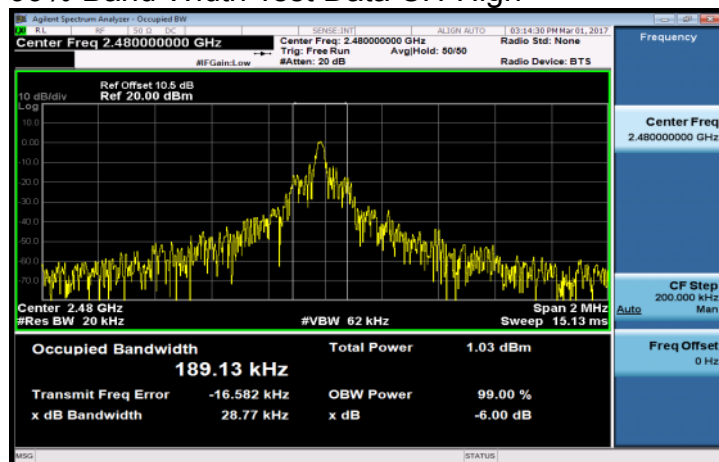 Agilent Spectrum Analyzer - Occupied BW
RL RF 50 Ω DC SENSE:INT ALIGN AUTO 03:14:30 PM Mar 01, 2017
Center Freq 2.480000000 GHz
Center Freq: 2.480000000 GHz
Radio Std: None
Trig: Free Run Avg|Hold: 50/50
#IFGain:Low
#Atten: 20 dB
Radio Device: BTS
Frequency
Ref Offset 10.5 dB
10 dB/div Ref 20.00 dBm
Log
10.0
0.00
-10.0
-20.0
-30.0
-40.0
-50.0
-60.0
-70.0
Center Freq
2.480000000 GHz
Center 2.48 GHz
Span 2 MHz
#Res BW 20 kHz
#VBW 62 kHz
Sweep 15.13 ms
CF Step
200.000 kHz
Auto Man
Freq Offset
0 Hz
Occupied Bandwidth
Total Power 1.03 dBm
189.13 kHz
Transmit Freq Error -16.582 kHz OBW Power 99.00 %
x dB Bandwidth 28.77 kHz x dB -6.00 dB
MSG STATUS